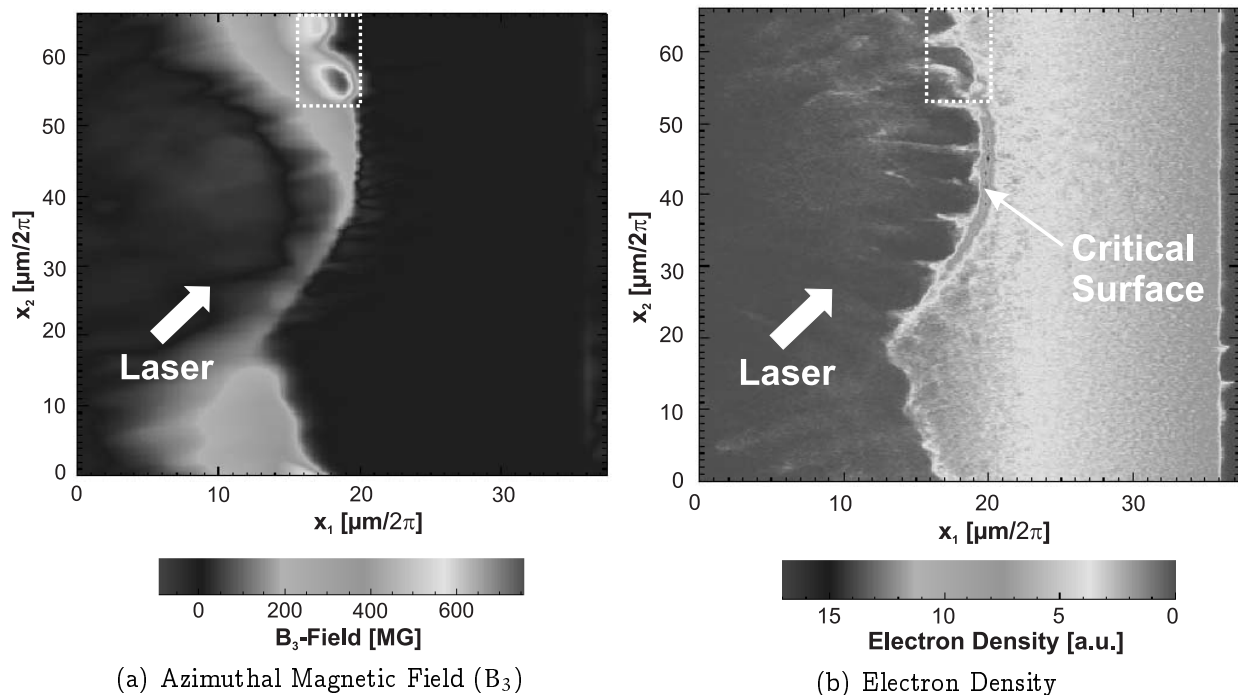 60
50
40
30
20
10
0
x₂ [µm/2π]
Laser
0
10
20
30
x₁ [µm/2π]
0
200
400
600
B₃-Field [MG]
(a) Azimuthal Magnetic Field (B₃)
60
50
40
30
20
10
0
x₂ [µm/2π]
Critical
Surface
Laser
0
10
20
30
x₁ [µm/2π]
15
10
5
0
Electron Density [a.u.]
(b) Electron Density